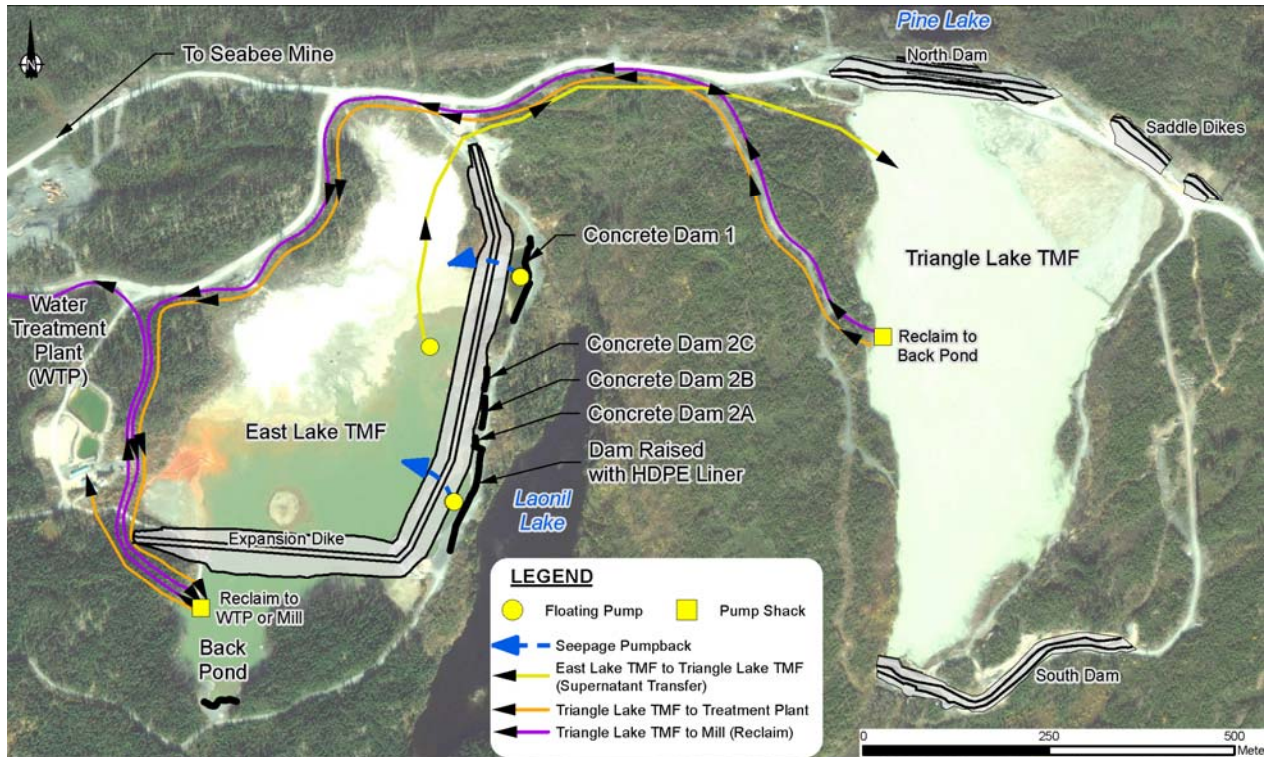 Pine Lake
To Seabee Mine
North Dam
N
Saddle Dikes
Concrete Dam 1
Triangle Lake TMF
Water
Treatment
Plant
(WTP)
Reclaim to
Back Pond
Concrete Dam 2C
Concrete Dam 2B
Concrete Dam 2A
East Lake TMF
Dam Raised
with HDPE Liner
Laonil
Lake
Expansion Dike
Reclaim to
WTP or Mill
Back
Pond
South Dam
LEGEND
Floating Pump
Pump Shack
Seepage Pumpback
East Lake TMF to Triangle Lake TMF
(Supernatant Transfer)
Triangle Lake TMF to Treatment Plant
Triangle Lake TMF to Mill (Reclaim)
0 250 500
Mete